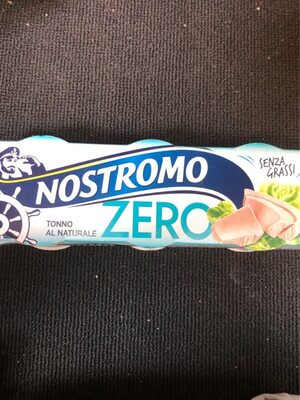 NOSTROMO
TONNO
AL NATURALE
ZERO
SENZA
GRASSI